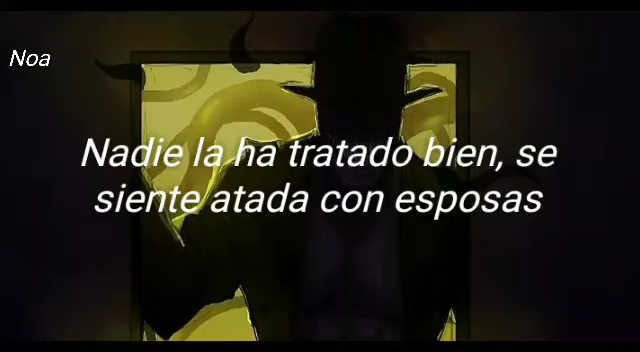 Noa
Nadie la ha tratado bien, se
siente atada con esposas